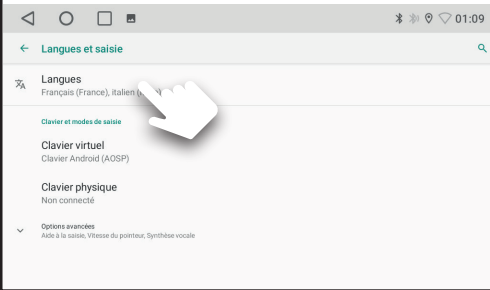 01:09
Langues et saisie
Langues
Français (France), italien
Clavier et modes de saisie
Clavier virtuel
Clavier Android (AOSP)
Clavier physique
Non connecté
Options avancées
Aide à la saisie, Vitesse du pointeur, Synthèse vocale